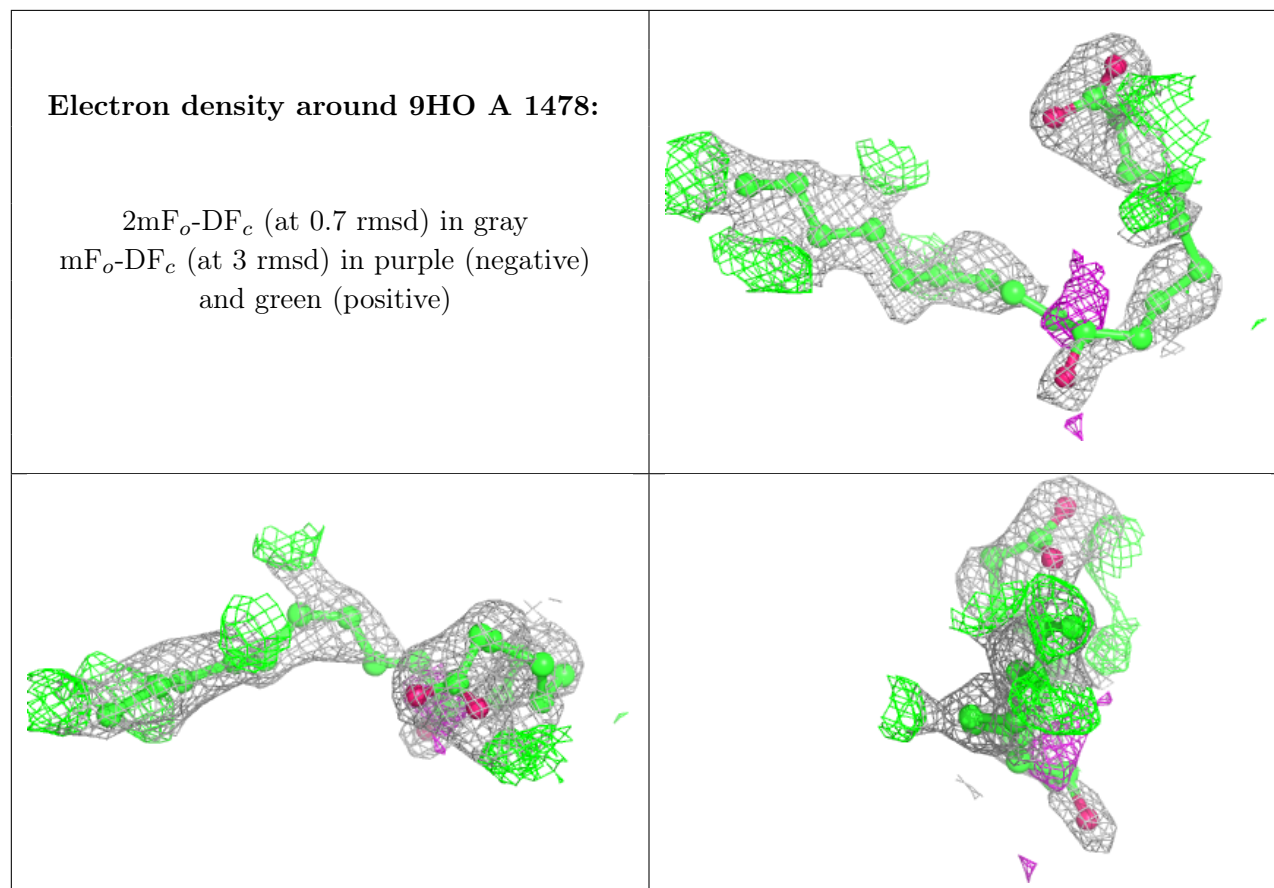 Electron density around 9HO A 1478:
2mFo-DFc (at 0.7 rmsd) in gray
mFo-DFc (at 3 rmsd) in purple (negative)
and green (positive)